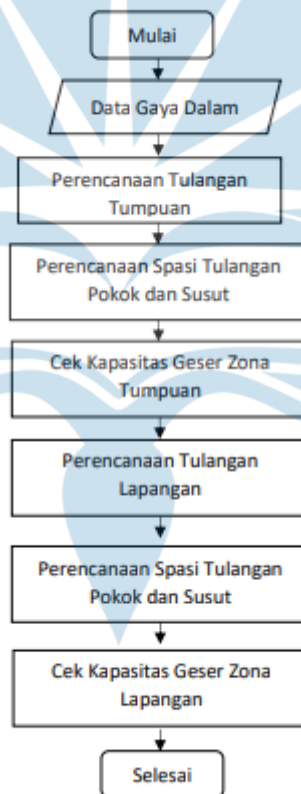 Mulai
Data Gaya Dalam
Perencanaan Tulangan
Tumpuan
Perencanaan Spasi Tulangan
Pokok dan Susut
Cek Kapasitas Geser Zona
Tumpuan
Perencanaan Tulangan
Lapangan
Perencanaan Spasi Tulangan
Pokok dan Susut
Cek Kapasitas Geser Zona
Lapangan
Selesai